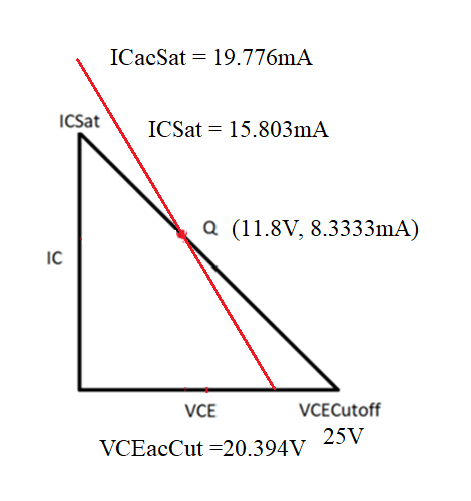 ICacSat = 19.776mA
ICSat
ICSat = 15.803mA
Q (11.8V, 8.3333mA)
IC
VCE
VCECutoff
25V
VCEacCut =20.394V